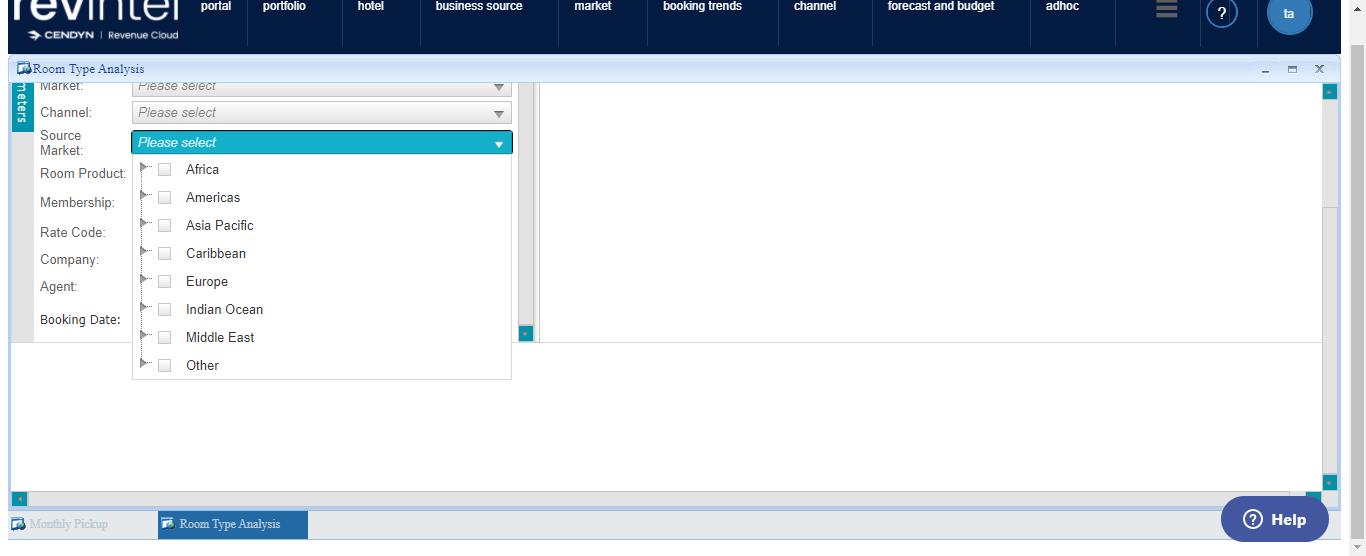 revintel
portal portfolio hotel business source market booking trends channel forecast and budget adhoc
? ta
CENDYN | Revenue Cloud
Room Type Analysis
meters
Market: Please select
Channel: Please select
Source
Market:
Please select
Room Product:
Membership:
Rate Code:
Company:
Agent:
Booking Date:
Africa
Americas
Asia Pacific
Caribbean
Europe
Indian Ocean
Middle East
Other
Monthly Pickup
Room Type Analysis
? Help